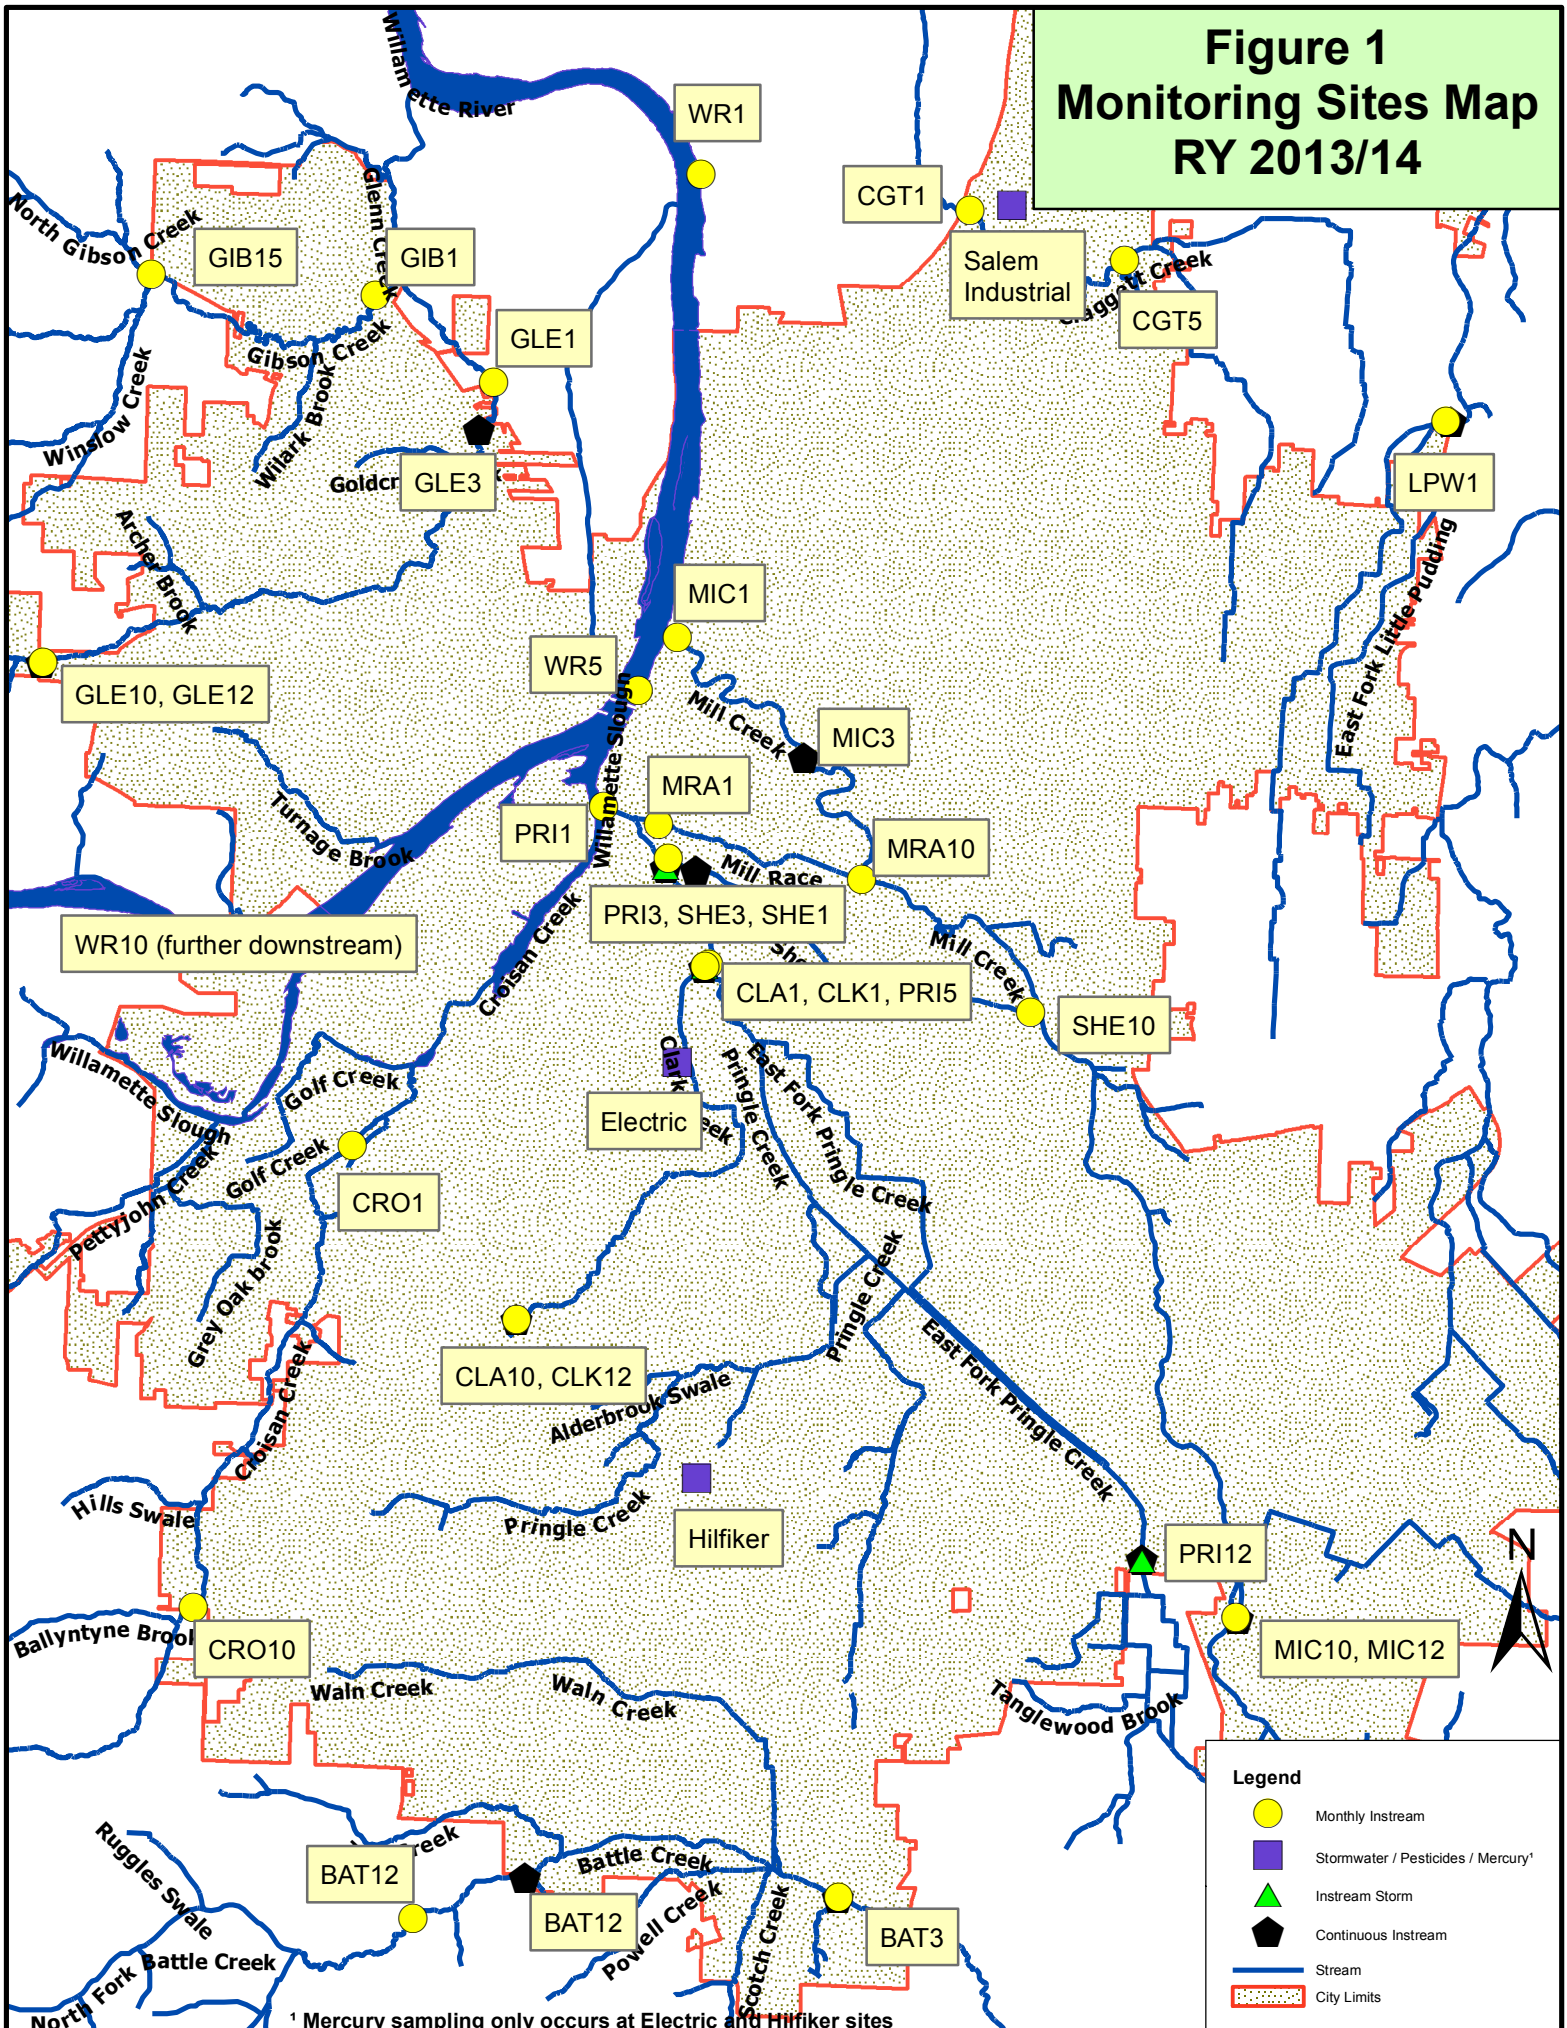 Figure 1
Monitoring Sites Map
RY 2013/14
Willamette River
WR1
CGT1
Salem
Industrial
Claggett Creek
CGT5
North Gibson Creek
GIB15
Glenn Creek
GIB1
GLE1
Gibson Creek
Winslow Creek
Wilark Brook
GLE3
LPW1
Archer Brook
East Fork Little Pudding
MIC1
WR5
GLE10, GLE12
Willamette Slough
Mill Creek
MIC3
MRA1
PRI1
Turnage Brook
Mill Race
MRA10
PRI3, SHE3, SHE1
WR10 (further downstream)
Croisan Creek
Mill Creek
CLA1, CLK1, PRI5
SHE10
Willamette Slough
Golf Creek
Golf Creek
Pettyjohn Creek
CRO1
Electric
Pringle Creek
East Fork Pringle Creek
Grey Oak brook
Pringle Creek
East Fork Pringle Creek
CLA10, CLK12
Alderbrook Swale
Croisan Creek
Hills Swale
Pringle Creek
Hilfiker
PRI12
N
MIC10, MIC12
Ballyntyne Brook
CRO10
Waln Creek
Waln Creek
Tanglewood Brook
Ruggles Swale
BAT12
Battle Creek
BAT12
Powell Creek
Scotch Creek
BAT3
Battle Creek
North Fork
Legend
Monthly Instream
Stormwater / Pesticides / Mercury¹
Instream Storm
Continuous Instream
Stream
City Limits
¹ Mercury sampling only occurs at Electric and Hilfiker sites